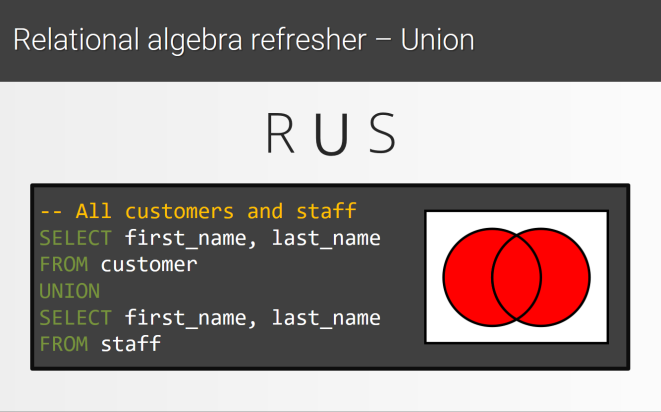 Relational algebra refresher – Union
R U S
-- All customers and staff
SELECT first_name, last_name
FROM customer
UNION
SELECT first_name, last_name
FROM staff